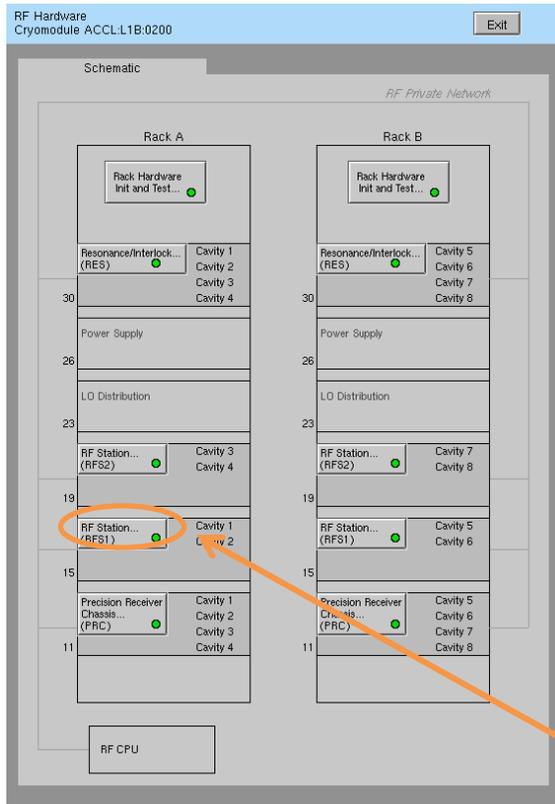 RF Hardware
Cryomodule ACCL:L1B:0200
Exit
Schematic
RF Private Network
Rack A
Rack Hardware
Init and Test...
Resonance/Interlock...
(RES)
Cavity 1
Cavity 2
Cavity 3
Cavity 4
30
Power Supply
26
LO Distribution
23
RF Station...
(RFS2)
Cavity 3
Cavity 4
19
RF Station...
(RFS1)
Cavity 1
Cavity 2
15
Precision Receiver
Chassis...
(PRC)
Cavity 1
Cavity 2
Cavity 3
Cavity 4
11
Rack B
Rack Hardware
Init and Test...
Resonance/Interlock...
(RES)
Cavity 5
Cavity 6
Cavity 7
Cavity 8
30
Power Supply
26
LO Distribution
23
RF Station...
(RFS2)
Cavity 7
Cavity 8
19
RF Station...
(RFS1)
Cavity 5
Cavity 6
15
Precision Receiver
Chassis...
(PRC)
Cavity 5
Cavity 6
Cavity 7
Cavity 8
11
RF CPU